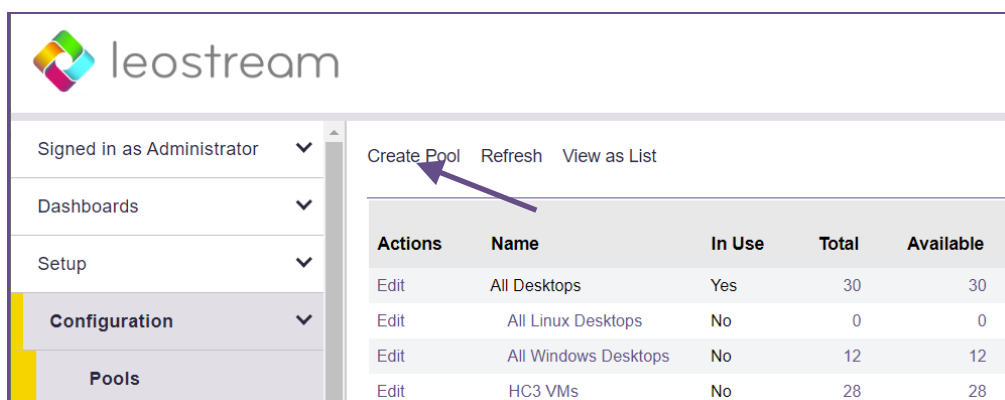 leostream
Signed in as Administrator
Dashboards
Setup
Configuration
Pools
Create Pool Refresh View as List
Actions Name In Use Total Available
Edit All Desktops Yes 30 30
Edit All Linux Desktops No 0 0
Edit All Windows Desktops No 12 12
Edit HC3 VMs No 28 28